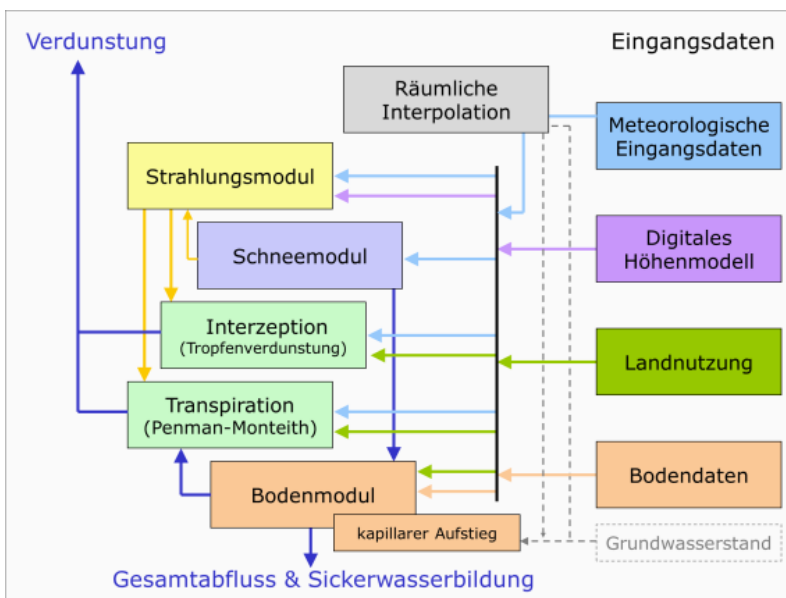 Verdunstung
Eingangsdaten
Räumliche
Interpolation
Meteorologische
Eingangsdaten
Strahlungsmodul
Schneemodul
Digitales
Höhenmodell
Interzeption
(Tropfenverdunstung)
Landnutzung
Transpiration
(Penman-Monteith)
Bodenmodul
Bodendaten
kapillarer Aufstieg
Grundwasserstand
Gesamtabfluss & Sickerwasserbildung